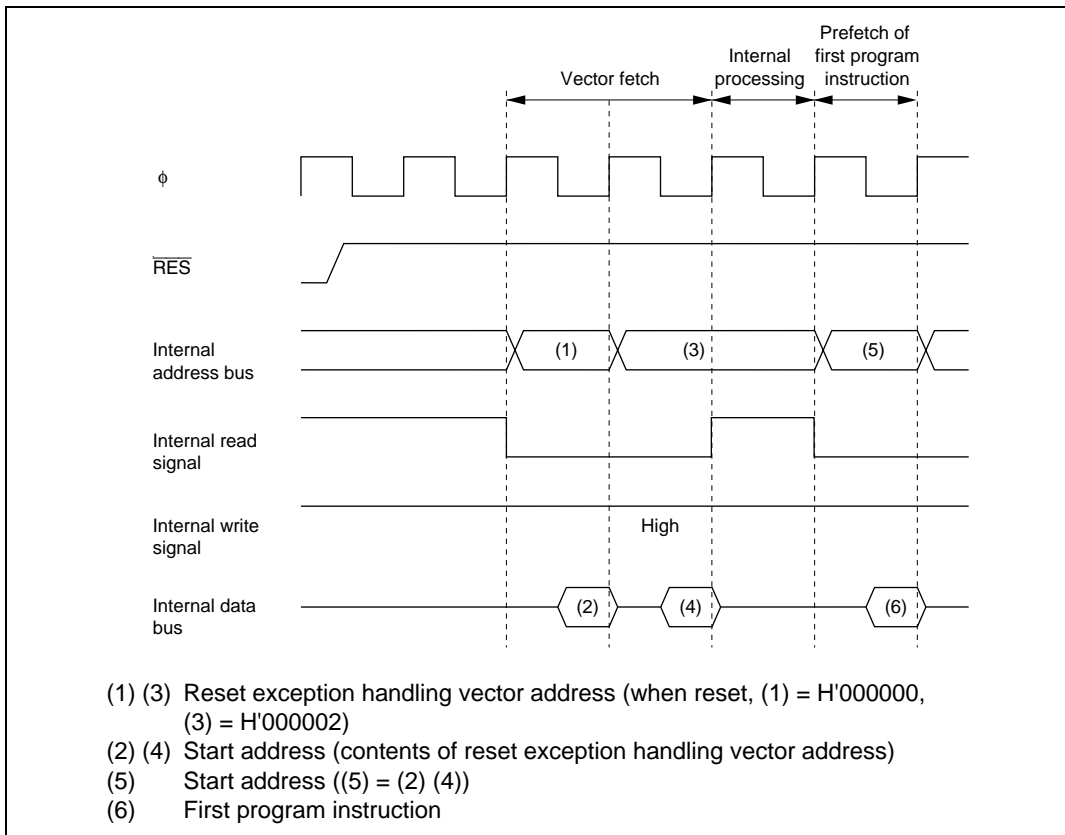 Prefetch of
first program
instruction
Internal
processing
Vector fetch
ϕ
RES
Internal
address bus
(1)
(3)
(5)
Internal read
signal
Internal write
signal
High
Internal data
bus
(2)
(4)
(6)
(1) (3) Reset exception handling vector address (when reset, (1) = H'000000,
(3) = H'000002)
(2) (4) Start address (contents of reset exception handling vector address)
(5) Start address ((5) = (2) (4))
(6) First program instruction